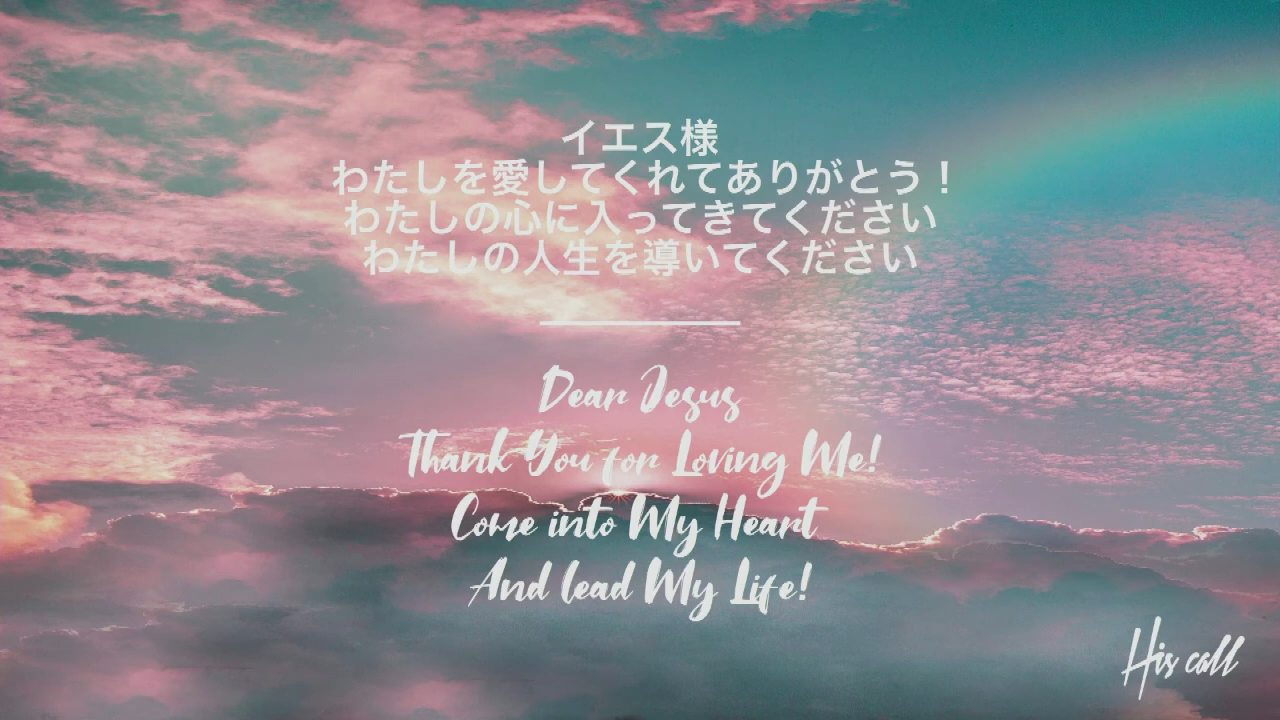 イエス様
わたしを愛してくれてありがとう！
わたしの心に入ってきてください
わたしの人生を導いてください
Dear Jesus
Thank You for Loving Me!
Come into My Heart
And lead My Life!
His call